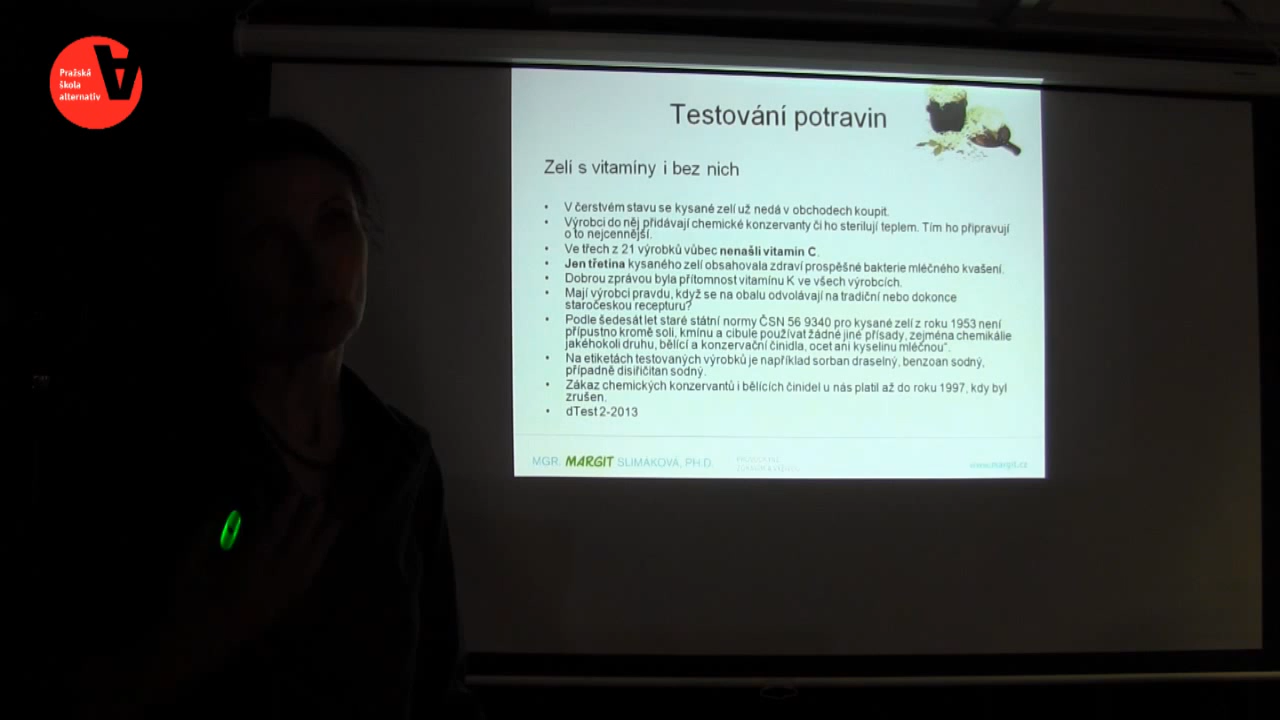 Pražská
škola
alternativ
Testování potravin
Zelí s vitamíny i bez nich
• V čerstvém stavu se kysané zelí už nedá v obchodech koupit.
• Výrobci do něj přidávají chemické konzervanty či ho sterilují teplem. Tím ho připravují
o to nejcennější.
• Ve třech z 21 výrobků vůbec nenašli vitamin C.
• Jen třetina kysaného zelí obsahovala zdraví prospěšné bakterie mléčného kvašení.
• Dobrou zprávou byla přítomnost vitamínu K ve všech výrobcích.
• Mají výrobci pravdu, když se na obalu odvolávají na tradiční nebo dokonce
staročeskou recepturu?
• Podle šedesát let staré státní normy ČSN 56 9340 pro kysané zelí z roku 1953 není
přípustno kromě soli, kmínu a cibule používat žádné jiné přísady, zejména chemikálie
jakéhokoli druhu, bělící a konzervační činidla, ocet ani kyselinu mléčnou“.
• Na etiketách testovaných výrobků je například sorban draselný, benzoan sodný,
případně disiřičitan sodný.
• Zákaz chemických konzervantů i bělících činidel u nás platil až do roku 1997, kdy byl
zrušen.
• dTest 2-2013
MGR. MARGIT SLIMÁKOVÁ, PH.D.
www.margit.cz